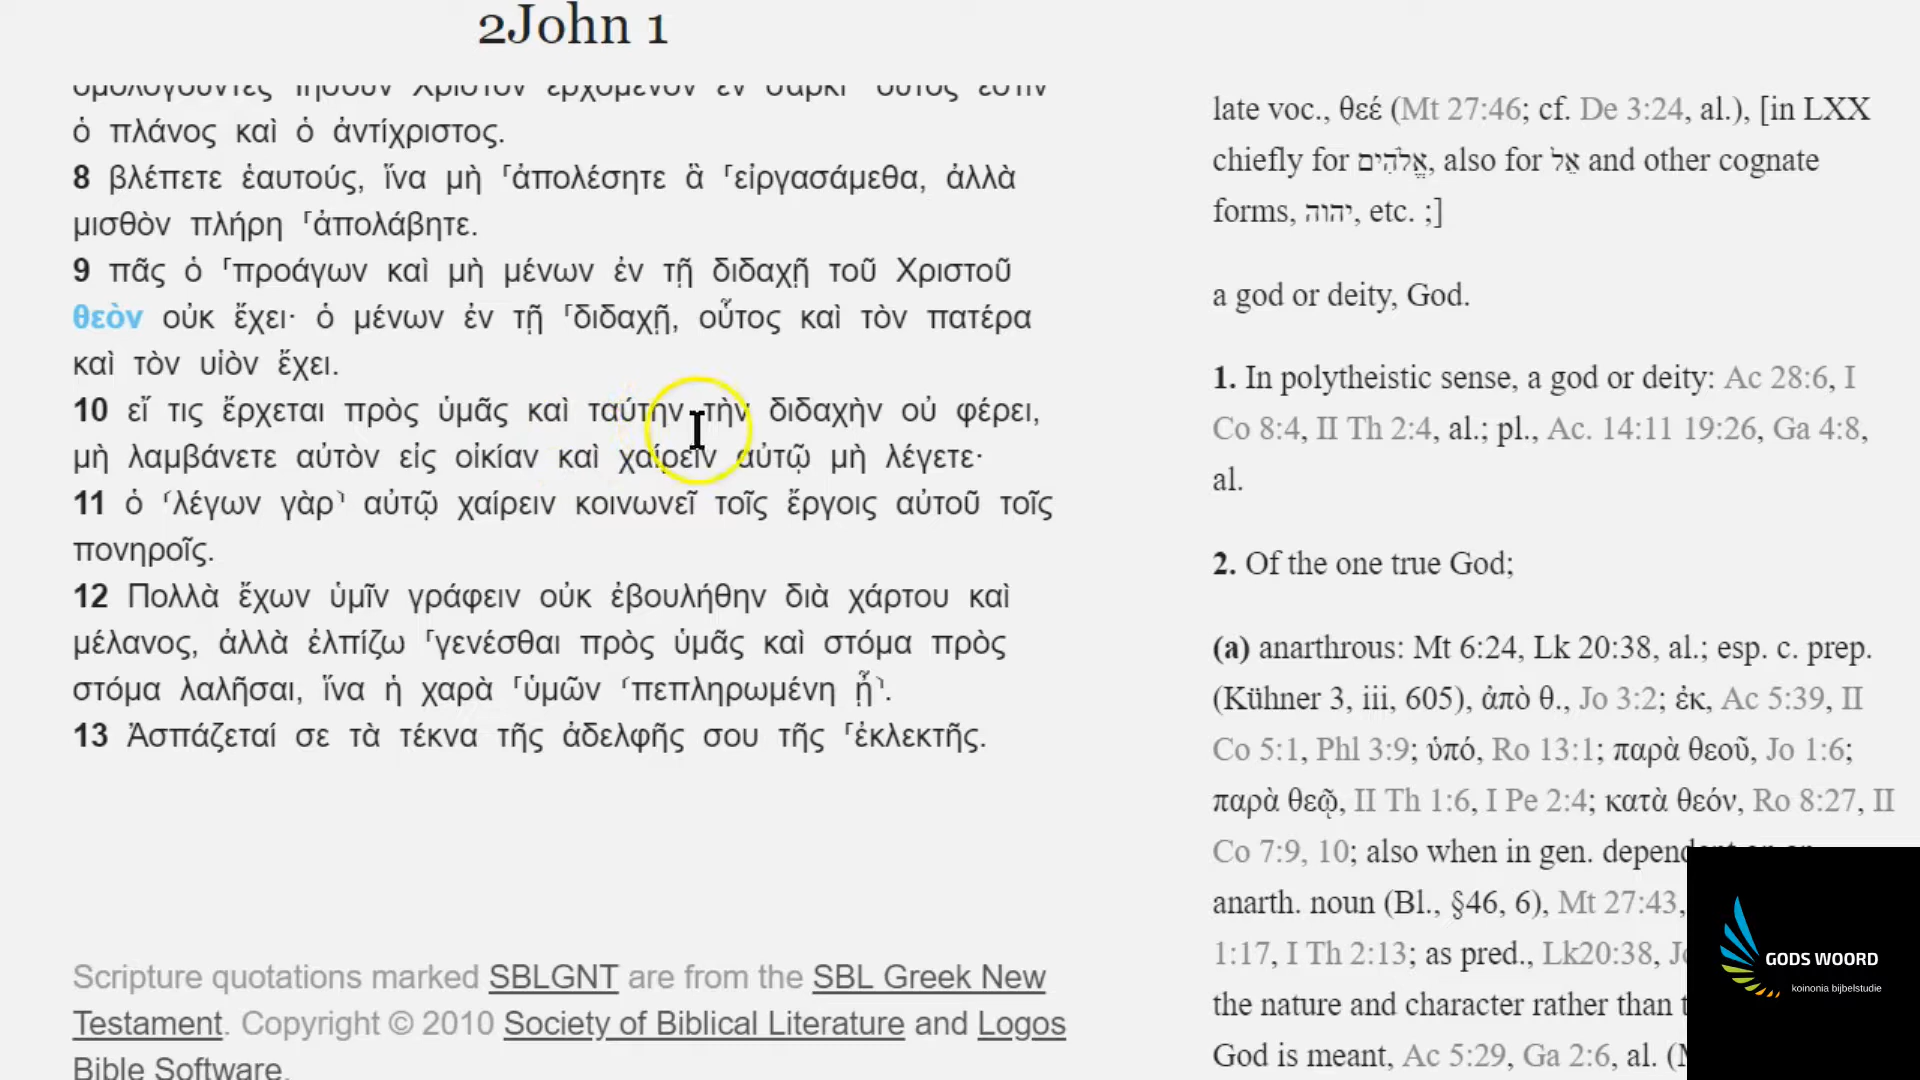 2John 1
ὁμολογοῦντες Ἰησοῦν Χριστὸν ἐρχόμενον ἐν σαρκί· οὗτός ἐστιν
ὁ πλάνος καὶ ὁ ἀντίχριστος.
8 βλέπετε ἑαυτούς, ἵνα μὴ ⸀ἀπολέσητε ἃ ⸀εἰργασάμεθα, ἀλλὰ
μισθὸν πλήρη ⸀ἀπολάβητε.
9 πᾶς ὁ ⸀προάγων καὶ μὴ μένων ἐν τῇ διδαχῇ τοῦ Χριστοῦ
θεὸν οὐκ ἔχει· ὁ μένων ἐν τῇ ⸀διδαχῇ, οὗτος καὶ τὸν πατέρα
καὶ τὸν υἱὸν ἔχει.
10 εἴ τις ἔρχεται πρὸς ὑμᾶς καὶ ταύτην τὴν διδαχὴν οὐ φέρει,
μὴ λαμβάνετε αὐτὸν εἰς οἰκίαν καὶ χαίρειν αὐτῷ μὴ λέγετε·
11 ὁ ⸂λέγων γὰρ⸃ αὐτῷ χαίρειν κοινωνεῖ τοῖς ἔργοις αὐτοῦ τοῖς
πονηροῖς.
12 Πολλὰ ἔχων ὑμῖν γράφειν οὐκ ἐβουλήθην διὰ χάρτου καὶ
μέλανος, ἀλλὰ ἐλπίζω ⸀γενέσθαι πρὸς ὑμᾶς καὶ στόμα πρὸς
στόμα λαλῆσαι, ἵνα ἡ χαρὰ ⸀ὑμῶν ⸂πεπληρωμένη ᾖ⸃.
13 Ἀσπάζεταί σε τὰ τέκνα τῆς ἀδελφῆς σου τῆς ⸀ἐκλεκτῆς.
Scripture quotations marked SBLGNT are from the SBL Greek New
Testament. Copyright © 2010 Society of Biblical Literature and Logos
Bible Software.
late voc., θεέ (Mt 27:46; cf. De 3:24, al.), [in LXX
chiefly for אֱלֹהִים, also for אֵל and other cognate
forms, יהוה, etc. ;]
a god or deity, God.
1. In polytheistic sense, a god or deity: Ac 28:6, I
Co 8:4, II Th 2:4, al.; pl., Ac. 14:11 19:26, Ga 4:8,
al.
2. Of the one true God;
(a) anarthrous: Mt 6:24, Lk 20:38, al.; esp. c. prep.
(Kühner 3, iii, 605), ἀπὸ θ., Jo 3:2; ἐκ, Ac 5:39, II
Co 5:1, Phl 3:9; ὑπό, Ro 13:1; παρὰ θεοῦ, Jo 1:6;
παρὰ θεῷ, II Th 1:6, I Pe 2:4; κατὰ θεόν, Ro 8:27, II
Co 7:9, 10; also when in gen. depend
anarth. noun (Bl., §46, 6), Mt 27:43,
1:17, I Th 2:13; as pred., Lk20:38,
the nature and character rather than
God is meant, Ac 5:29, Ga 2:6, al.
GODS WOORD
koinonia bijbelstudie